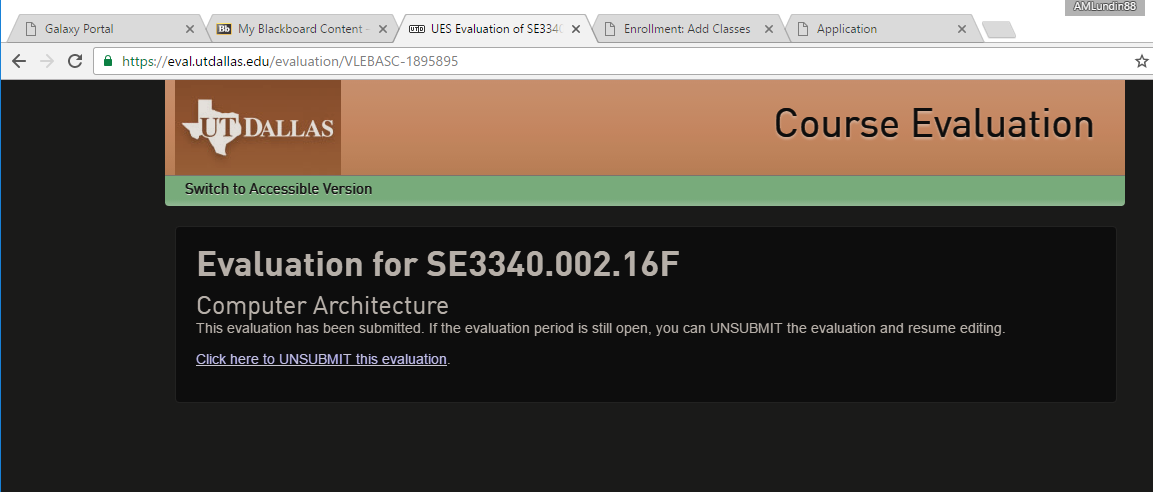 AMLundin88
Galaxy Portal
My Blackboard Content -
UES Evaluation of SE3340
Enrollment: Add Classes
Application
https://eval.utdallas.edu/evaluation/VLEBASC-1895895
UT DALLAS
Course Evaluation
Switch to Accessible Version
Evaluation for SE3340.002.16F
Computer Architecture
This evaluation has been submitted. If the evaluation period is still open, you can UNSUBMIT the evaluation and resume editing.
Click here to UNSUBMIT this evaluation.